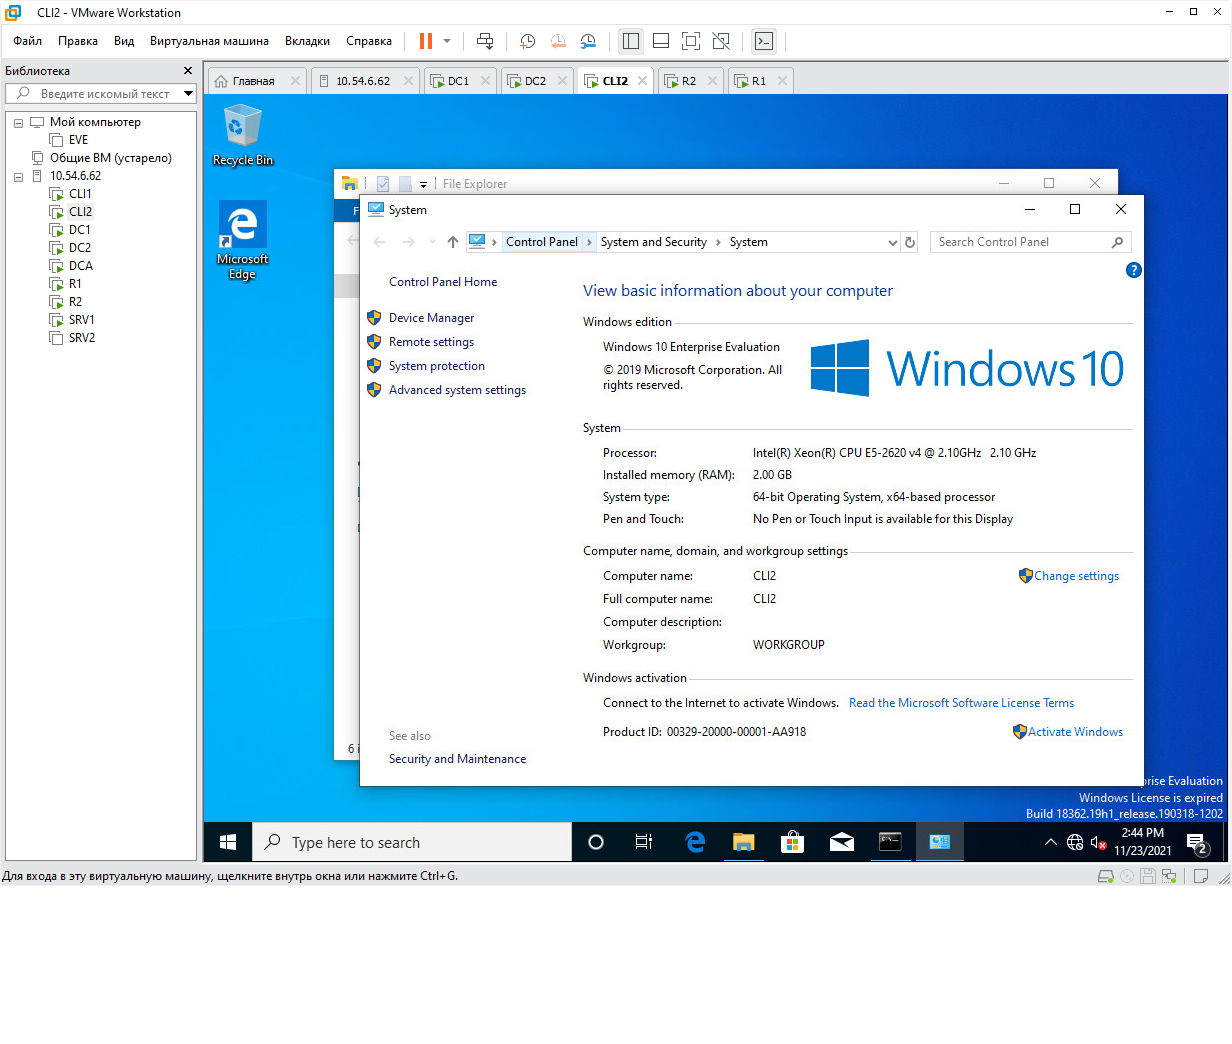 CLI2 - VMware Workstation
Файл Правка Вид Виртуальная машина Вкладки Справка
Библиотека
Введите искомый текст
Мой компьютер
EVE
Общие ВМ (устарело)
10.54.6.62
CLI1
CLI2
DC1
DC2
DCA
R1
R2
SRV1
SRV2
Главная 10.54.6.62 DC1 DC2 CLI2 R2 R1
Recycle Bin
Microsoft
Edge
File Explorer
F
System
Control Panel System and Security System
Search Control Panel
Control Panel Home
Device Manager
Remote settings
System protection
Advanced system settings
See also
Security and Maintenance
View basic information about your computer
Windows edition
Windows 10 Enterprise Evaluation
© 2019 Microsoft Corporation. All
rights reserved.
Windows 10
System
Processor: Intel(R) Xeon(R) CPU E5-2620 v4 @ 2.10GHz 2.10 GHz
Installed memory (RAM): 2.00 GB
System type: 64-bit Operating System, x64-based processor
Pen and Touch: No Pen or Touch Input is available for this Display
Computer name, domain, and workgroup settings
Computer name: CLI2 Change settings
Full computer name: CLI2
Computer description:
Workgroup: WORKGROUP
Windows activation
Connect to the Internet to activate Windows. Read the Microsoft Software License Terms
Product ID: 00329-20000-00001-AA918 Activate Windows
6 i
prise Evaluation
Windows License is expired
Build 18362.19h1_release.190318-1202
Type here to search
2:44 PM
11/23/2021
2
Для входа в эту виртуальную машину, щелкните внутрь окна или нажмите Ctrl+G.